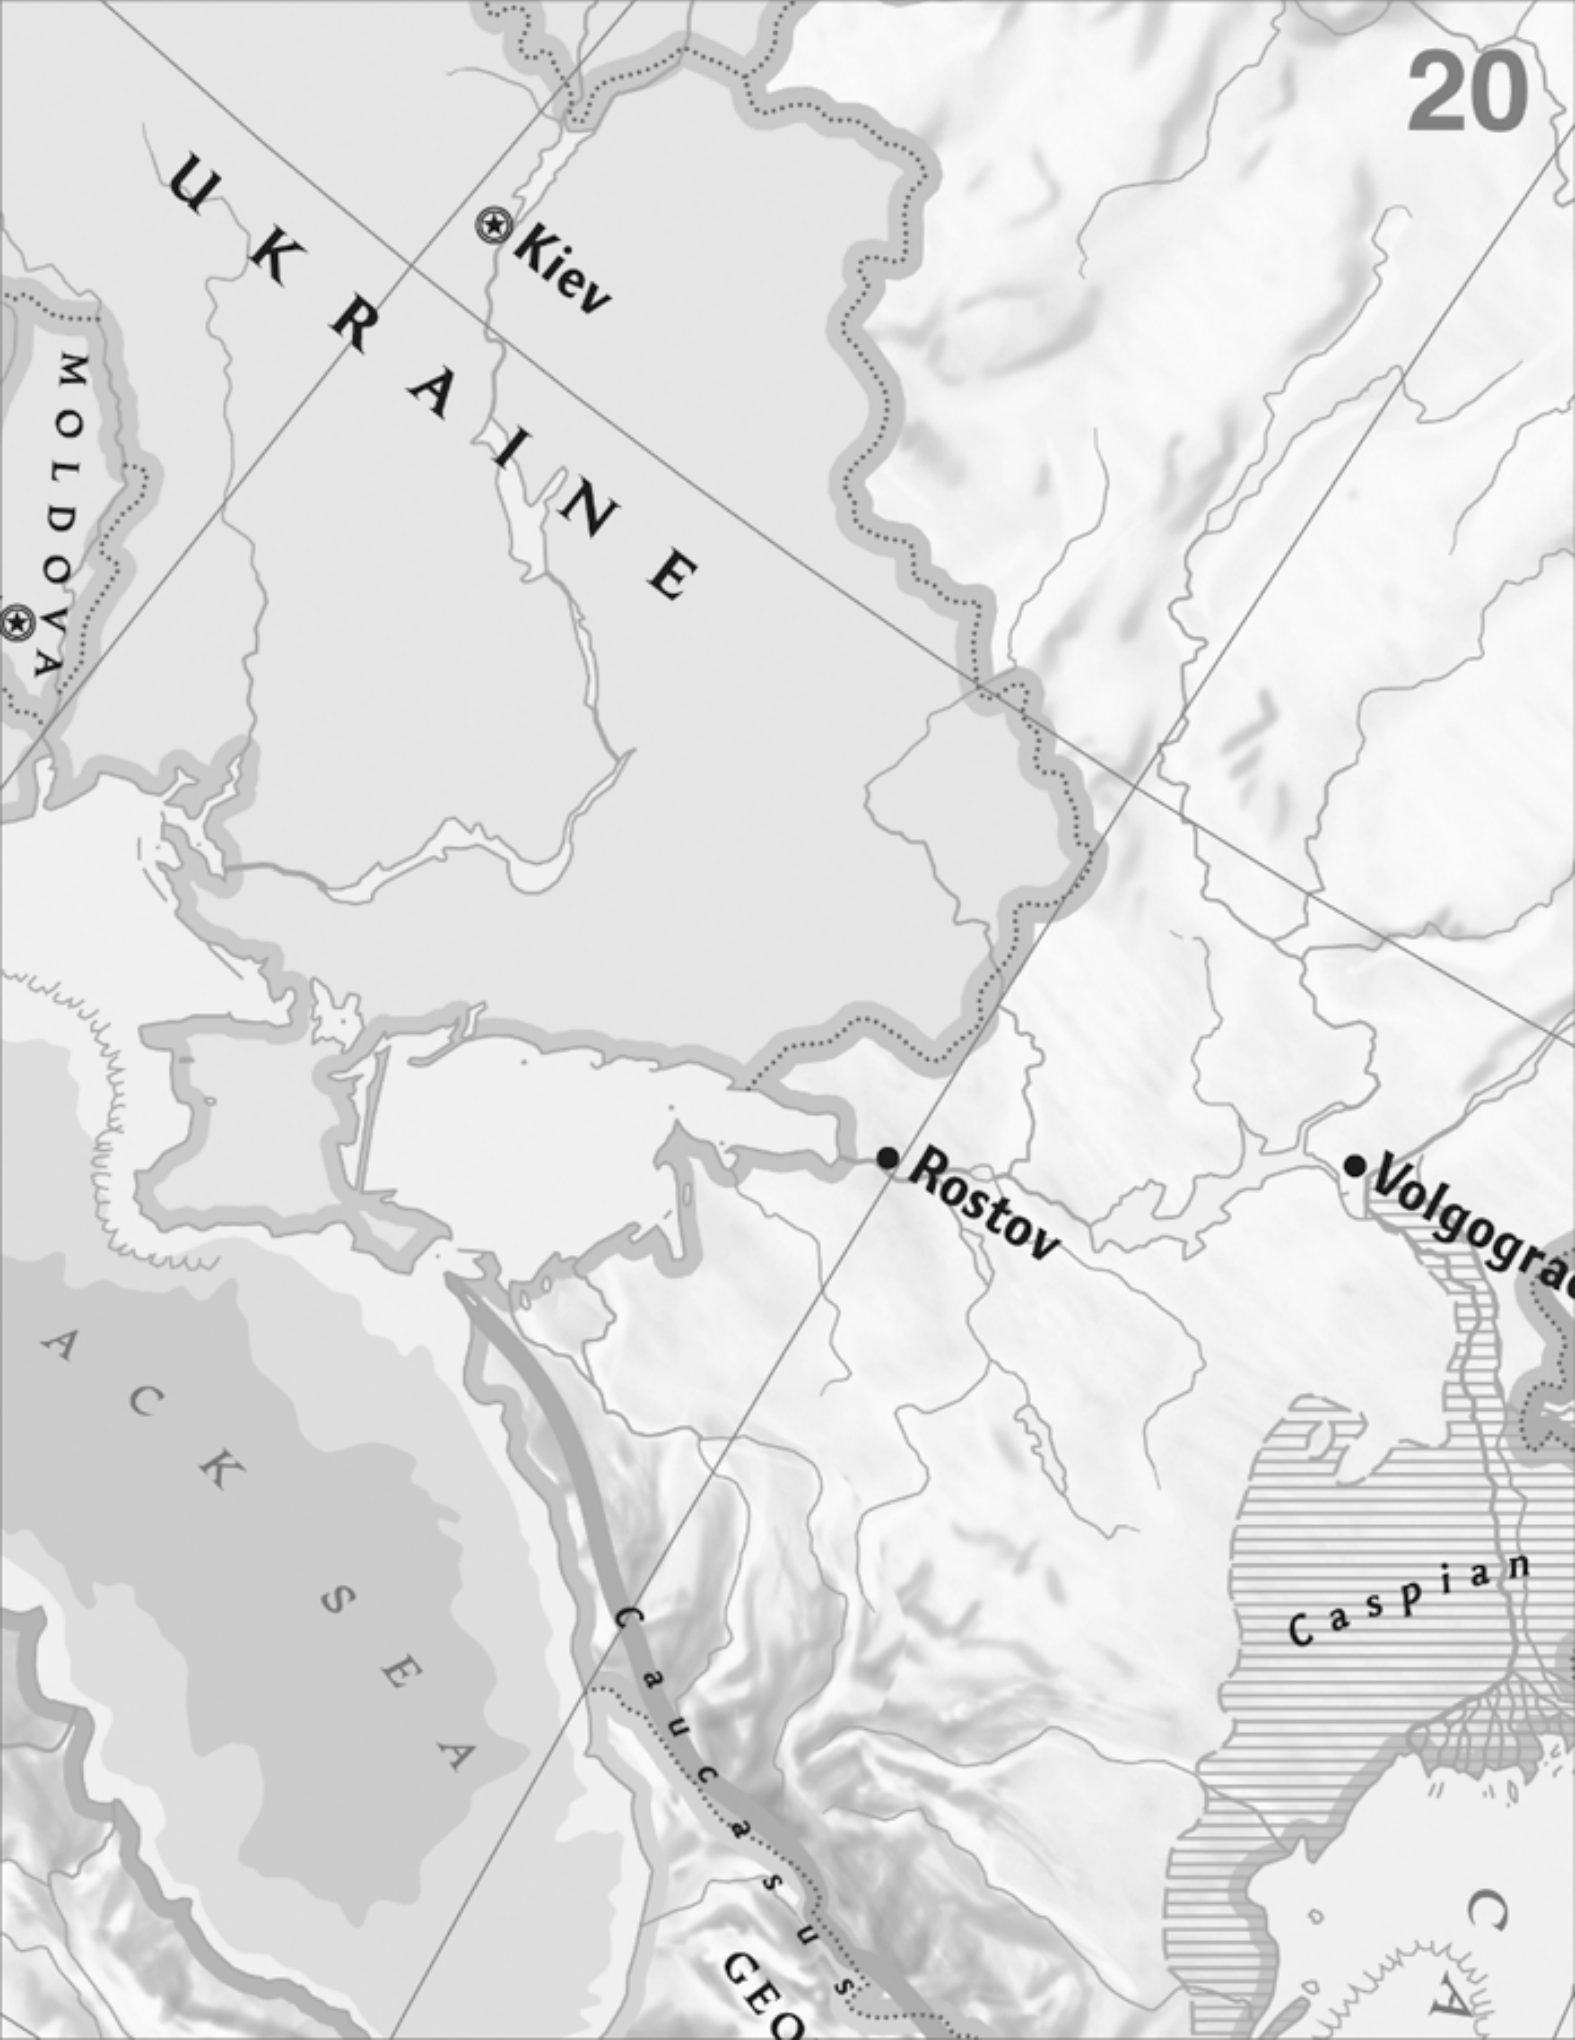 20
UKRAINE
Kiev
MOLDOVA
Rostov
Volgograd
ACK SEA
Caucasus
Caspian
GEO
CA